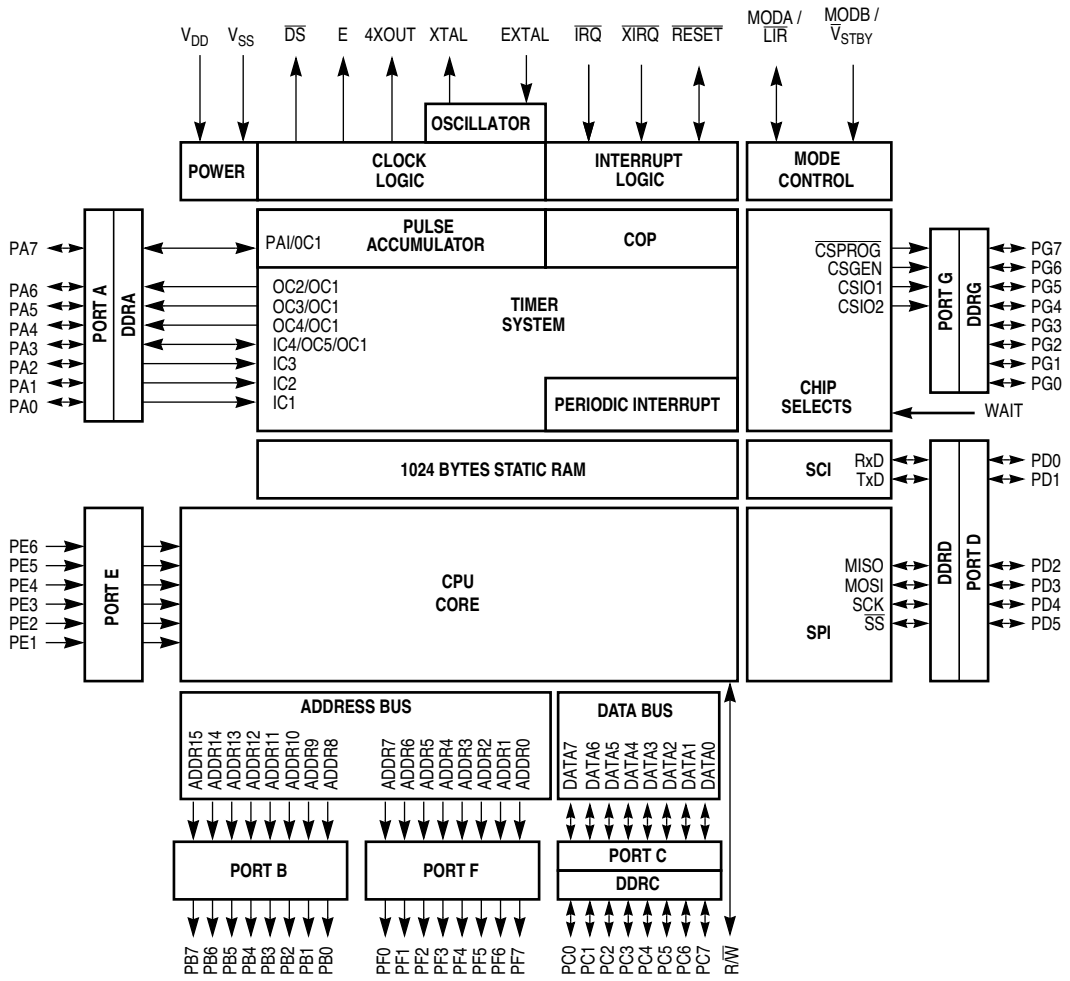 VDD VSS DS E 4XOUT XTAL EXTAL IRQ XIRQ RESET MODA / LIR MODB / VSTBY
OSCILLATOR
POWER
CLOCK
LOGIC
INTERRUPT
LOGIC
MODE
CONTROL
PA7
PA6
PA5
PA4
PA3
PA2
PA1
PA0
PORT A
DDRA
PAI/0C1
PULSE
ACCUMULATOR
COP
OC2/OC1
OC3/OC1
OC4/OC1
IC4/OC5/OC1
IC3
IC2
IC1
TIMER
SYSTEM
PERIODIC INTERRUPT
CSPROG
CSGEN
CSIO1
CSIO2
CHIP
SELECTS
PORT G
DDRG
PG7
PG6
PG5
PG4
PG3
PG2
PG1
PG0
WAIT
1024 BYTES STATIC RAM
SCI
RxD
TxD
PD0
PD1
PE6
PE5
PE4
PE3
PE2
PE1
PORT E
CPU
CORE
MISO
MOSI
SCK
SS
SPI
DDRD
PORT D
PD2
PD3
PD4
PD5
ADDRESS BUS
ADDR15
ADDR14
ADDR13
ADDR12
ADDR11
ADDR10
ADDR9
ADDR8
ADDR7
ADDR6
ADDR5
ADDR4
ADDR3
ADDR2
ADDR1
ADDR0
DATA BUS
DATA7
DATA6
DATA5
DATA4
DATA3
DATA2
DATA1
DATA0
PORT B
PORT F
PORT C
DDRC
PB7
PB6
PB5
PB4
PB3
PB2
PB1
PB0
PF0
PF1
PF2
PF3
PF4
PF5
PF6
PF7
PC0
PC1
PC2
PC3
PC4
PC5
PC6
PC7
R/W